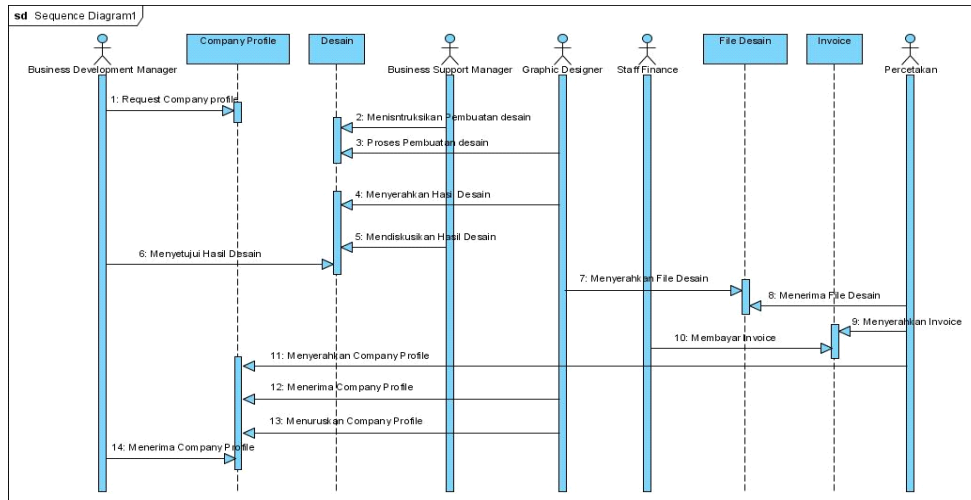 sd Sequence Diagram1
Company Profile
Desain
File Desain
Invoice
Business Development Manager
Business Support Manager
Graphic Designer
Staff Finance
Percetakan
1: Request Company profile
2: Menisntruksikan Pembuatan desain
3: Proses Pembuatan desain
4: Menyerahkan Hasil Desain
5: Mendiskusikan Hasil Desain
6: Menyetujui Hasil Desain
7: Menyerahkan File Desain
8: Menerima File Desain
9: Menyerahkan Invoice
10: Membayar Invoice
11: Menyerahkan Company Profile
12: Menerima Company Profile
13: Menuruskan Company Profile
14: Menerima Company Profile